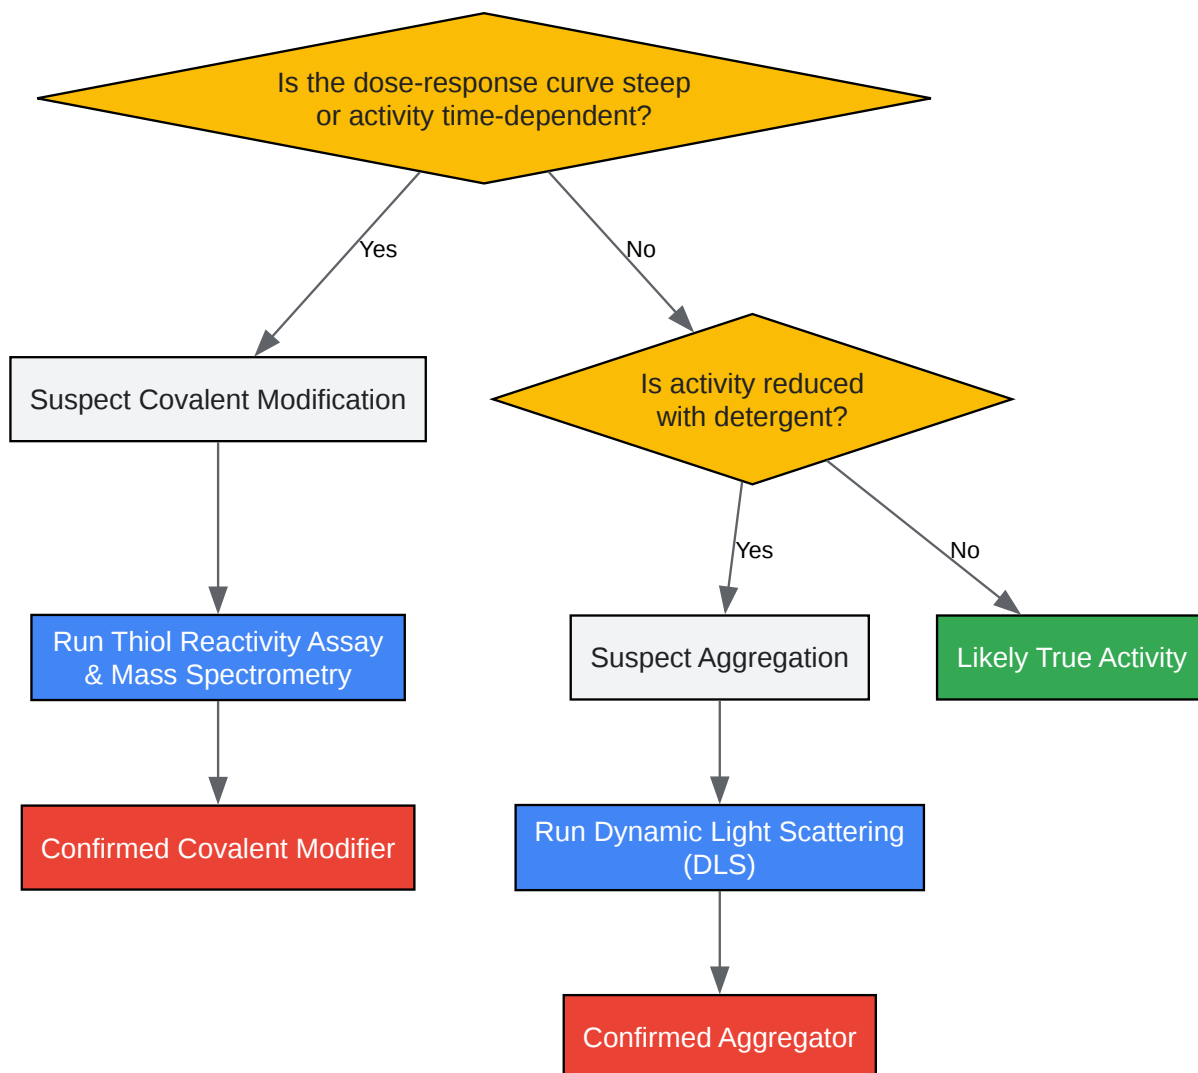 Is the dose-response curve steep
or activity time-dependent?
Yes
No
Suspect Covalent Modification
Is activity reduced
with detergent?
Yes
No
Run Thiol Reactivity Assay
& Mass Spectrometry
Suspect Aggregation
Likely True Activity
Confirmed Covalent Modifier
Run Dynamic Light Scattering
(DLS)
Confirmed Aggregator